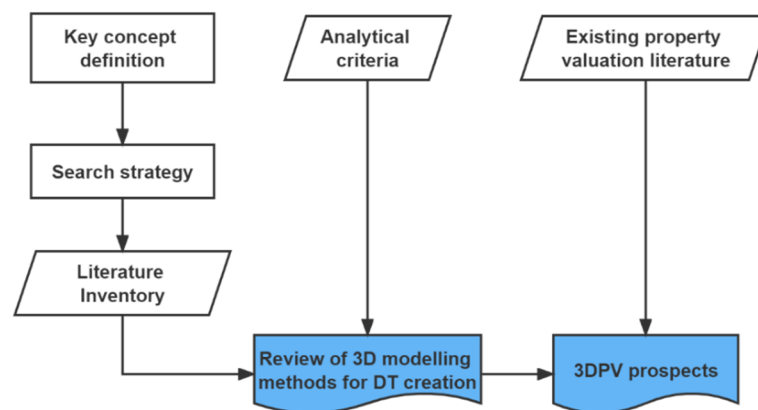 Key concept
definition
Analytical
criteria
Existing property
valuation literature
Search strategy
Literature
Inventory
Review of 3D modelling
methods for DT creation
3DPV prospects